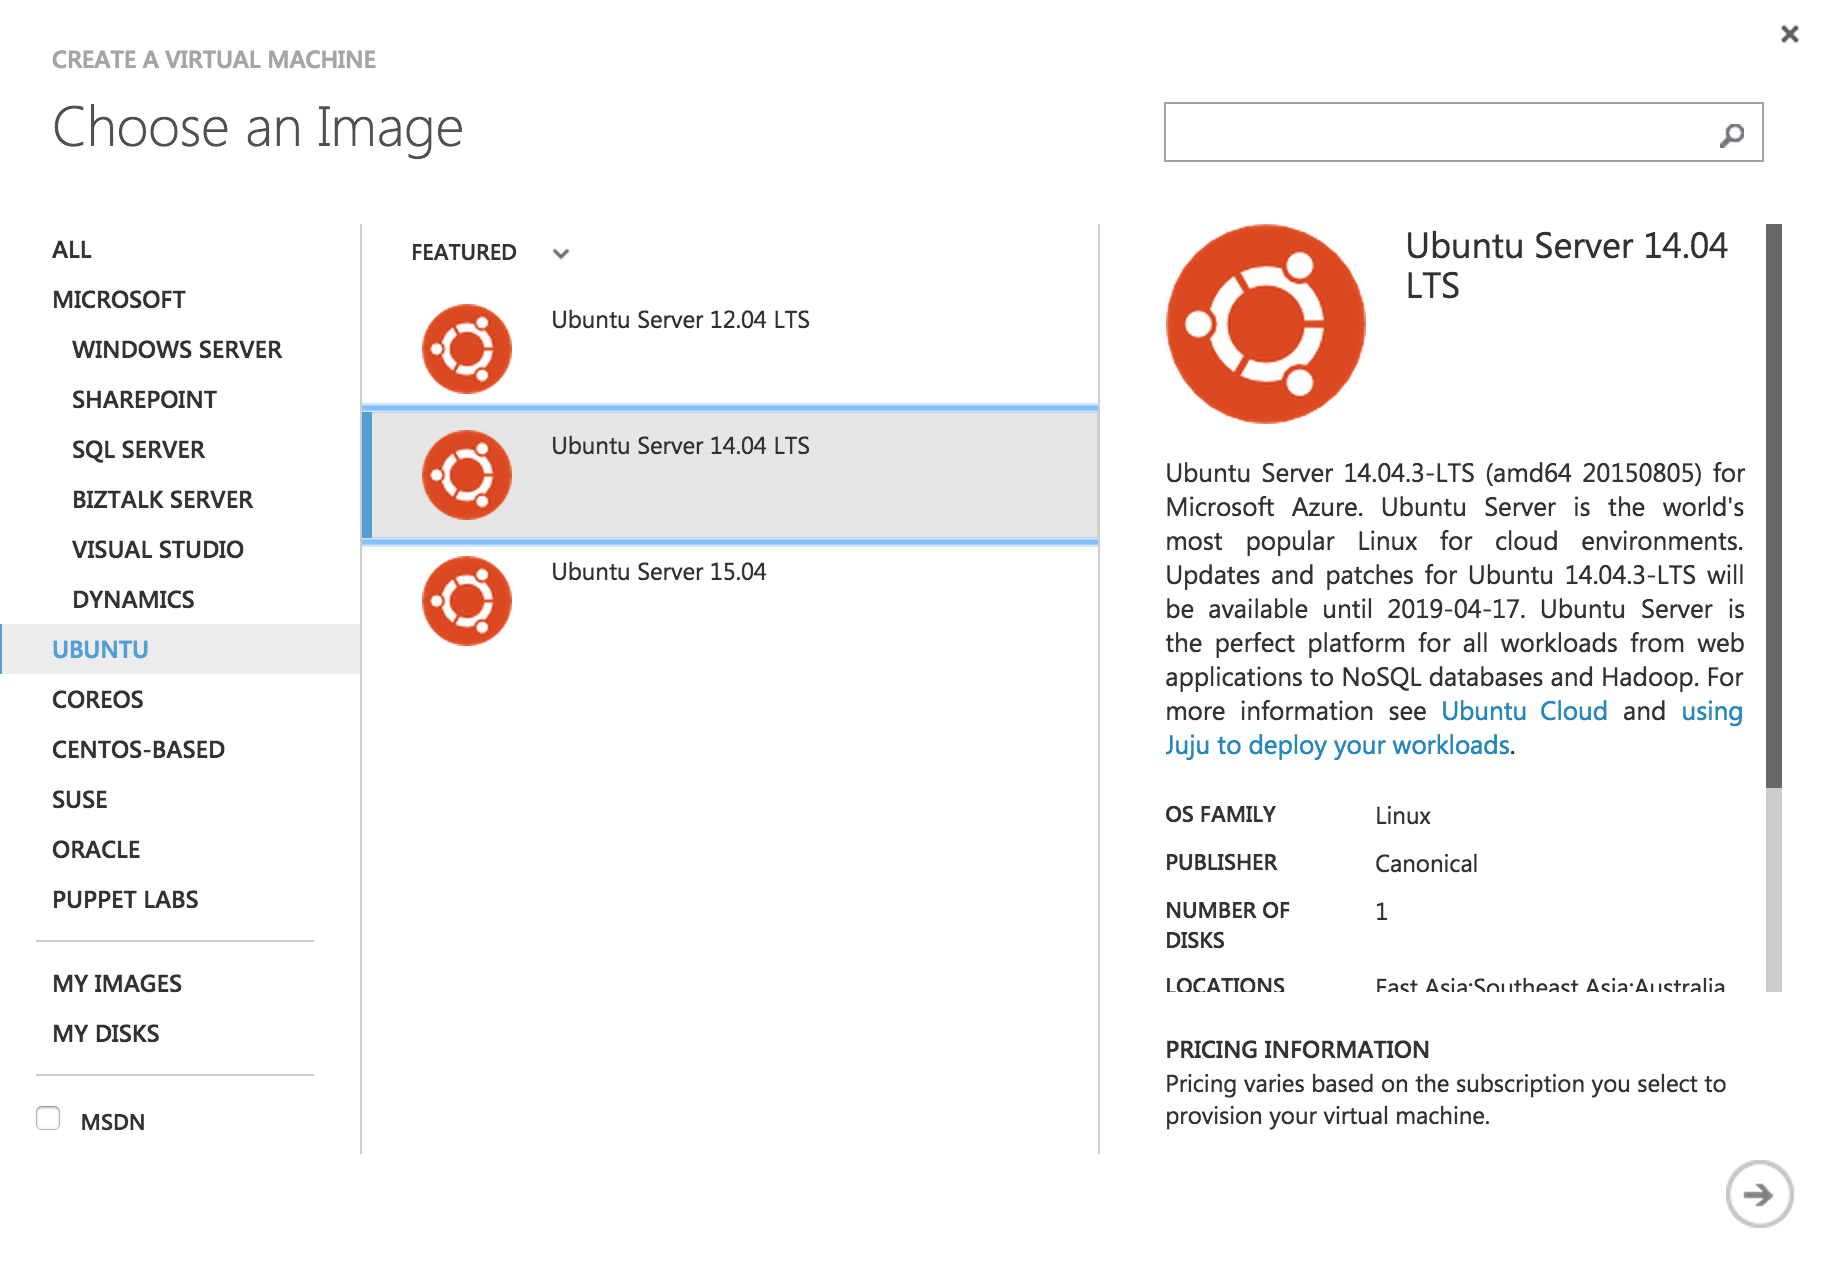 CREATE A VIRTUAL MACHINE
Choose an Image
ALL
MICROSOFT
WINDOWS SERVER
SHAREPOINT
SQL SERVER
BIZTALK SERVER
VISUAL STUDIO
DYNAMICS
UBUNTU
COREOS
CENTOS-BASED
SUSE
ORACLE
PUPPET LABS
MY IMAGES
MY DISKS
MSDN
FEATURED
Ubuntu Server 12.04 LTS
Ubuntu Server 14.04 LTS
Ubuntu Server 15.04
Ubuntu Server 14.04
LTS
Ubuntu Server 14.04.3-LTS (amd64 20150805) for
Microsoft Azure. Ubuntu Server is the world's
most popular Linux for cloud environments.
Updates and patches for Ubuntu 14.04.3-LTS will
be available until 2019-04-17. Ubuntu Server is
the perfect platform for all workloads from web
applications to NoSQL databases and Hadoop. For
more information see Ubuntu Cloud and using
Juju to deploy your workloads.
OS FAMILY Linux
PUBLISHER Canonical
NUMBER OF 1
DISKS
LOCATIONS East Asia;Southeast Asia;Australia
PRICING INFORMATION
Pricing varies based on the subscription you select to
provision your virtual machine.